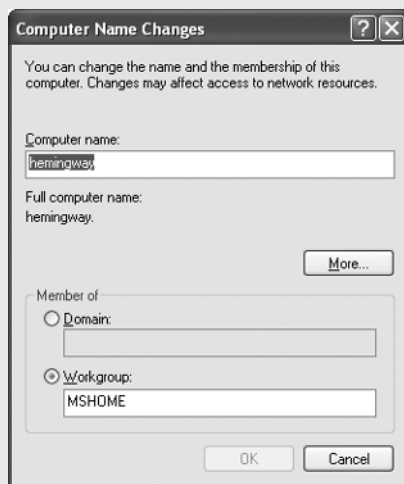 Computer Name Changes
You can change the name and the membership of this
computer. Changes may affect access to network resources.
Computer name:
hemingway
Full computer name:
hemingway.
More...
Member of
Domain:
Workgroup:
MSHOME
OK Cancel